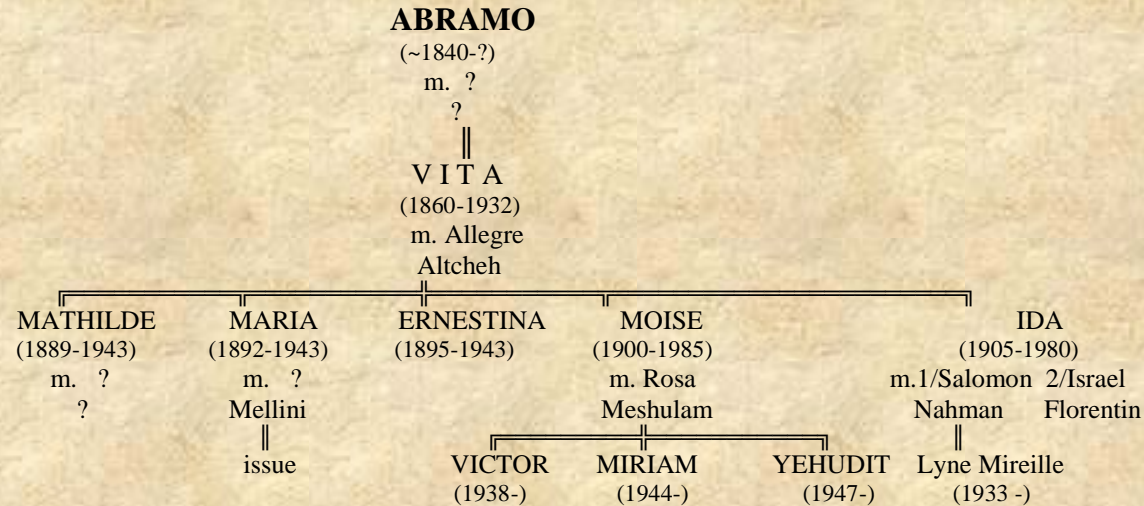 ABRAMO
(~1840-?)
m. ?
?
V I T A
(1860-1932)
m. Allegre
Altcheh
MATHILDE MARIA ERNESTINA MOISE IDA
(1889-1943) (1892-1943) (1895-1943) (1900-1985) (1905-1980)
m. ? m. ? m. Rosa m.1/Salomon 2/Israel
? Mellini Meshulam Nahman Florentin
issue VICTOR MIRIAM YEHUDIT Lyne Mireille
(1938-) (1944-) (1947-) (1933 -)